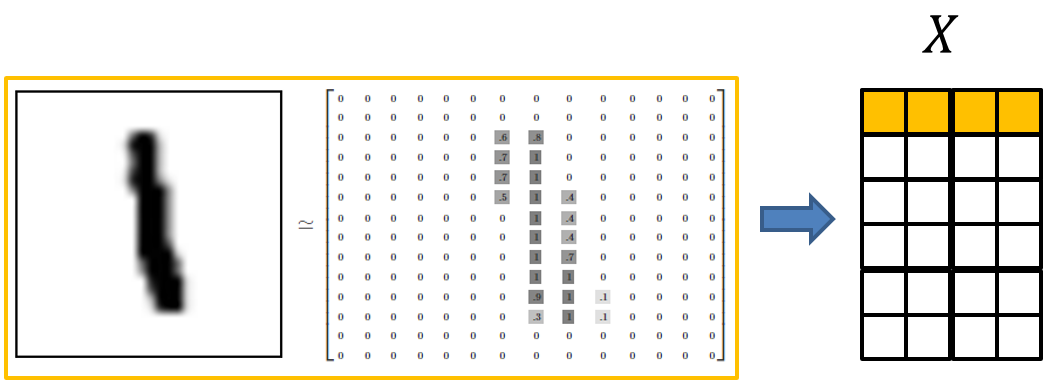 X
≃
0 0 0 0 0 0 0 0 0 0 0 0 0 0
0 0 0 0 0 0 0 0 0 0 0 0 0 0
0 0 0 0 0 0 .6 .8 0 0 0 0 0 0
0 0 0 0 0 0 .7 1 0 0 0 0 0 0
0 0 0 0 0 0 .7 1 0 0 0 0 0 0
0 0 0 0 0 0 .5 1 .4 0 0 0 0 0
0 0 0 0 0 0 0 1 .4 0 0 0 0 0
0 0 0 0 0 0 0 1 .4 0 0 0 0 0
0 0 0 0 0 0 0 1 .7 0 0 0 0 0
0 0 0 0 0 0 0 1 1 0 0 0 0 0
0 0 0 0 0 0 0 .9 1 .1 0 0 0 0
0 0 0 0 0 0 0 .3 1 .1 0 0 0 0
0 0 0 0 0 0 0 0 0 0 0 0 0 0
0 0 0 0 0 0 0 0 0 0 0 0 0 0